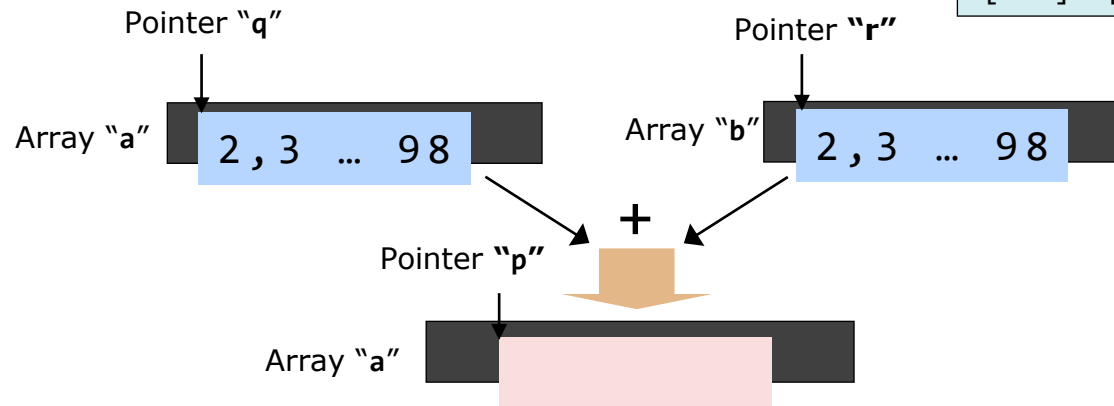 Pointer “q”
Pointer “r”
Array “a”
2,3 … 98
Array “b”
2,3 … 98
+
Pointer “p”
Array “a”